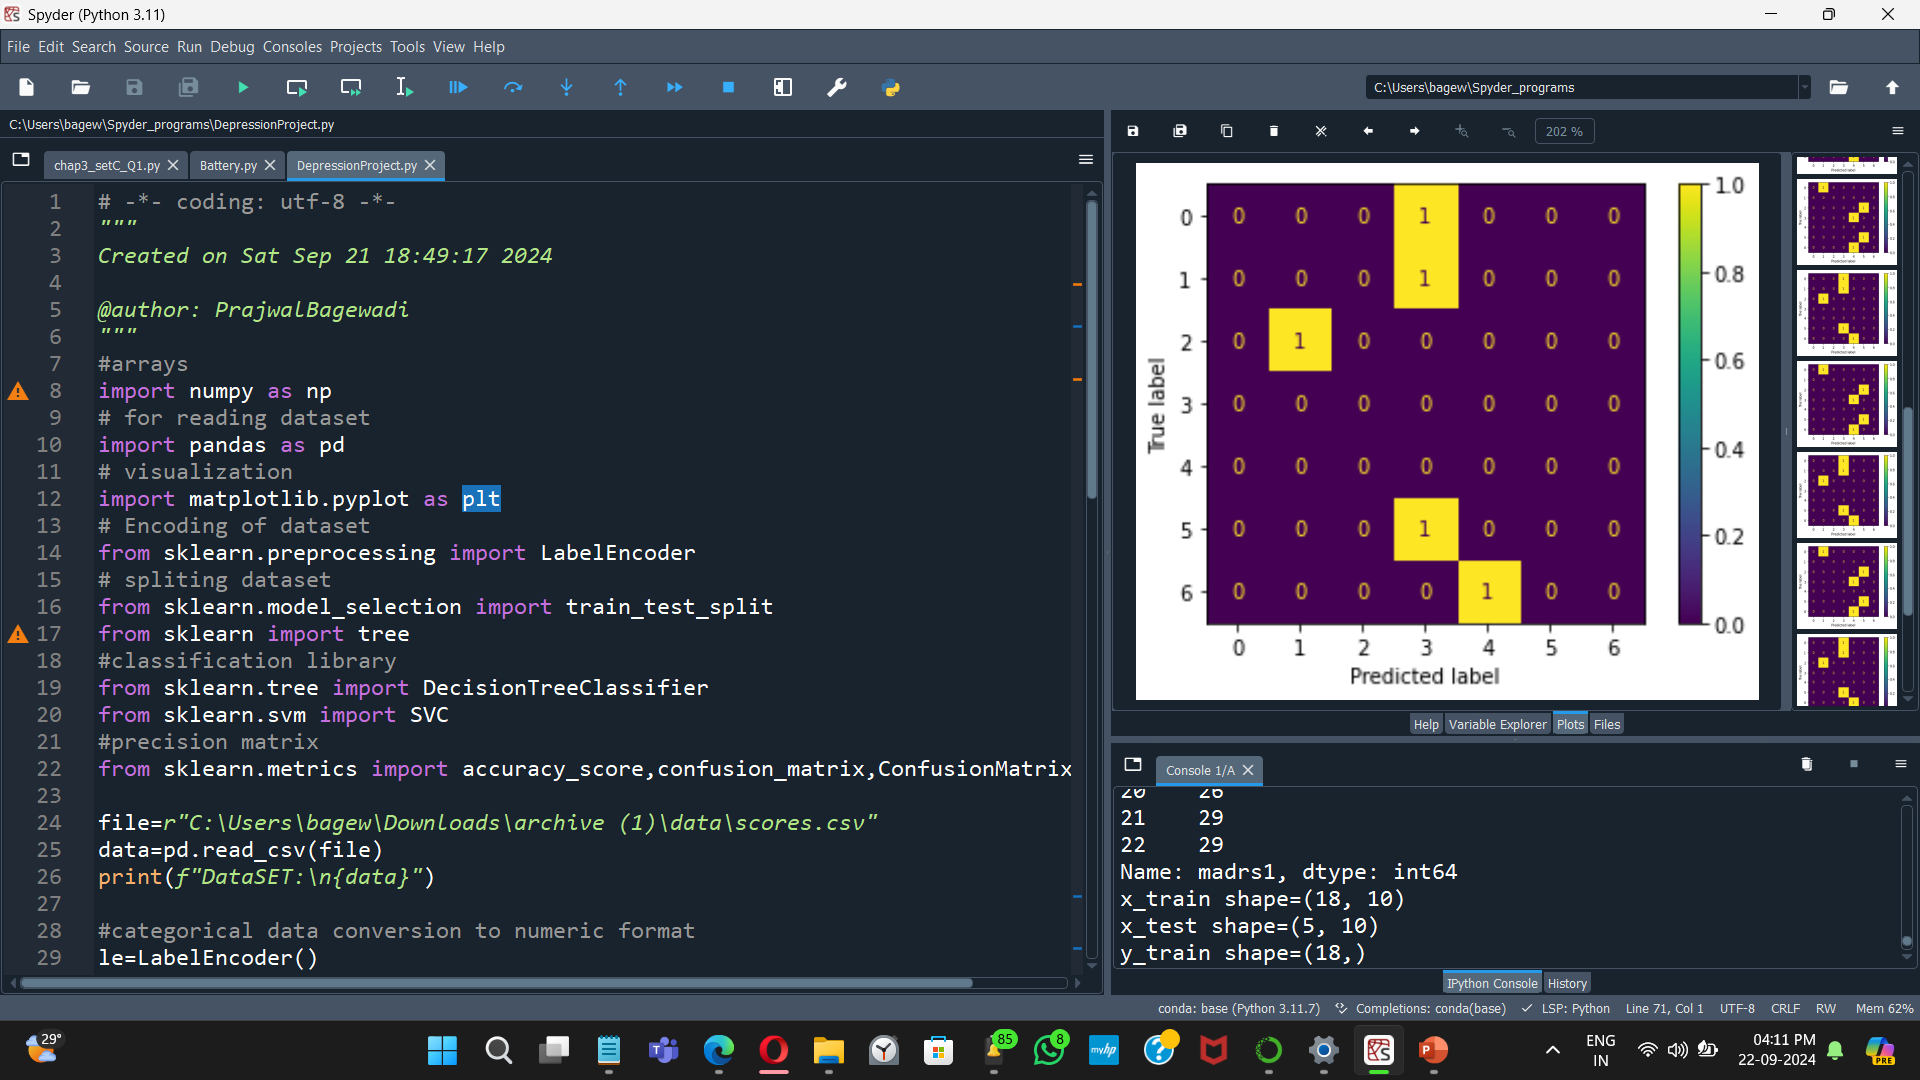 Spyder (Python 3.11)
File Edit Search Source Run Debug Consoles Projects Tools View Help
C:\Users\bagew\Spyder_programs
C:\Users\bagew\Spyder_programs\DepressionProject.py
chap3_setC_Q1.py Battery.py DepressionProject.py
1 # -*- coding: utf-8 -*-
2 """
3 Created on Sat Sep 21 18:49:17 2024
4
5 @author: PrajwalBagewadi
6 """
7 #arrays
8 import numpy as np
9 # for reading dataset
10 import pandas as pd
11 # visualization
12 import matplotlib.pyplot as plt
13 # Encoding of dataset
14 from sklearn.preprocessing import LabelEncoder
15 # spliting dataset
16 from sklearn.model_selection import train_test_split
17 from sklearn import tree
18 #classification library
19 from sklearn.tree import DecisionTreeClassifier
20 from sklearn.svm import SVC
21 #precision matrix
22 from sklearn.metrics import accuracy_score,confusion_matrix,ConfusionMatrix
23
24 file=r"C:\Users\bagew\Downloads\archive (1)\data\scores.csv"
25 data=pd.read_csv(file)
26 print(f"DataSET:\n{data}")
27
28 #categorical data conversion to numeric format
29 le=LabelEncoder()
202 %
0 0 0 0 1 0 0 0
1 0 0 0 1 0 0 0
2 0 1 0 0 0 0 0
3 0 0 0 0 0 0 0
4 0 0 0 0 0 0 0
5 0 0 0 1 0 0 0
6 0 0 0 0 1 0 0
0 1 2 3 4 5 6
True label
Predicted label
1.0
0.8
0.6
0.4
0.2
0.0
Help Variable Explorer Plots Files
Console 1/A
20 26
21 29
22 29
Name: madrs1, dtype: int64
x_train shape=(18, 10)
x_test shape=(5, 10)
y_train shape=(18,)
IPython Console History
conda: base (Python 3.11.7) Completions: conda(base) LSP: Python Line 71, Col 1 UTF-8 CRLF RW Mem 62%
29°
myhp
85
8
PRE
ENG
IN
04:11 PM
22-09-2024